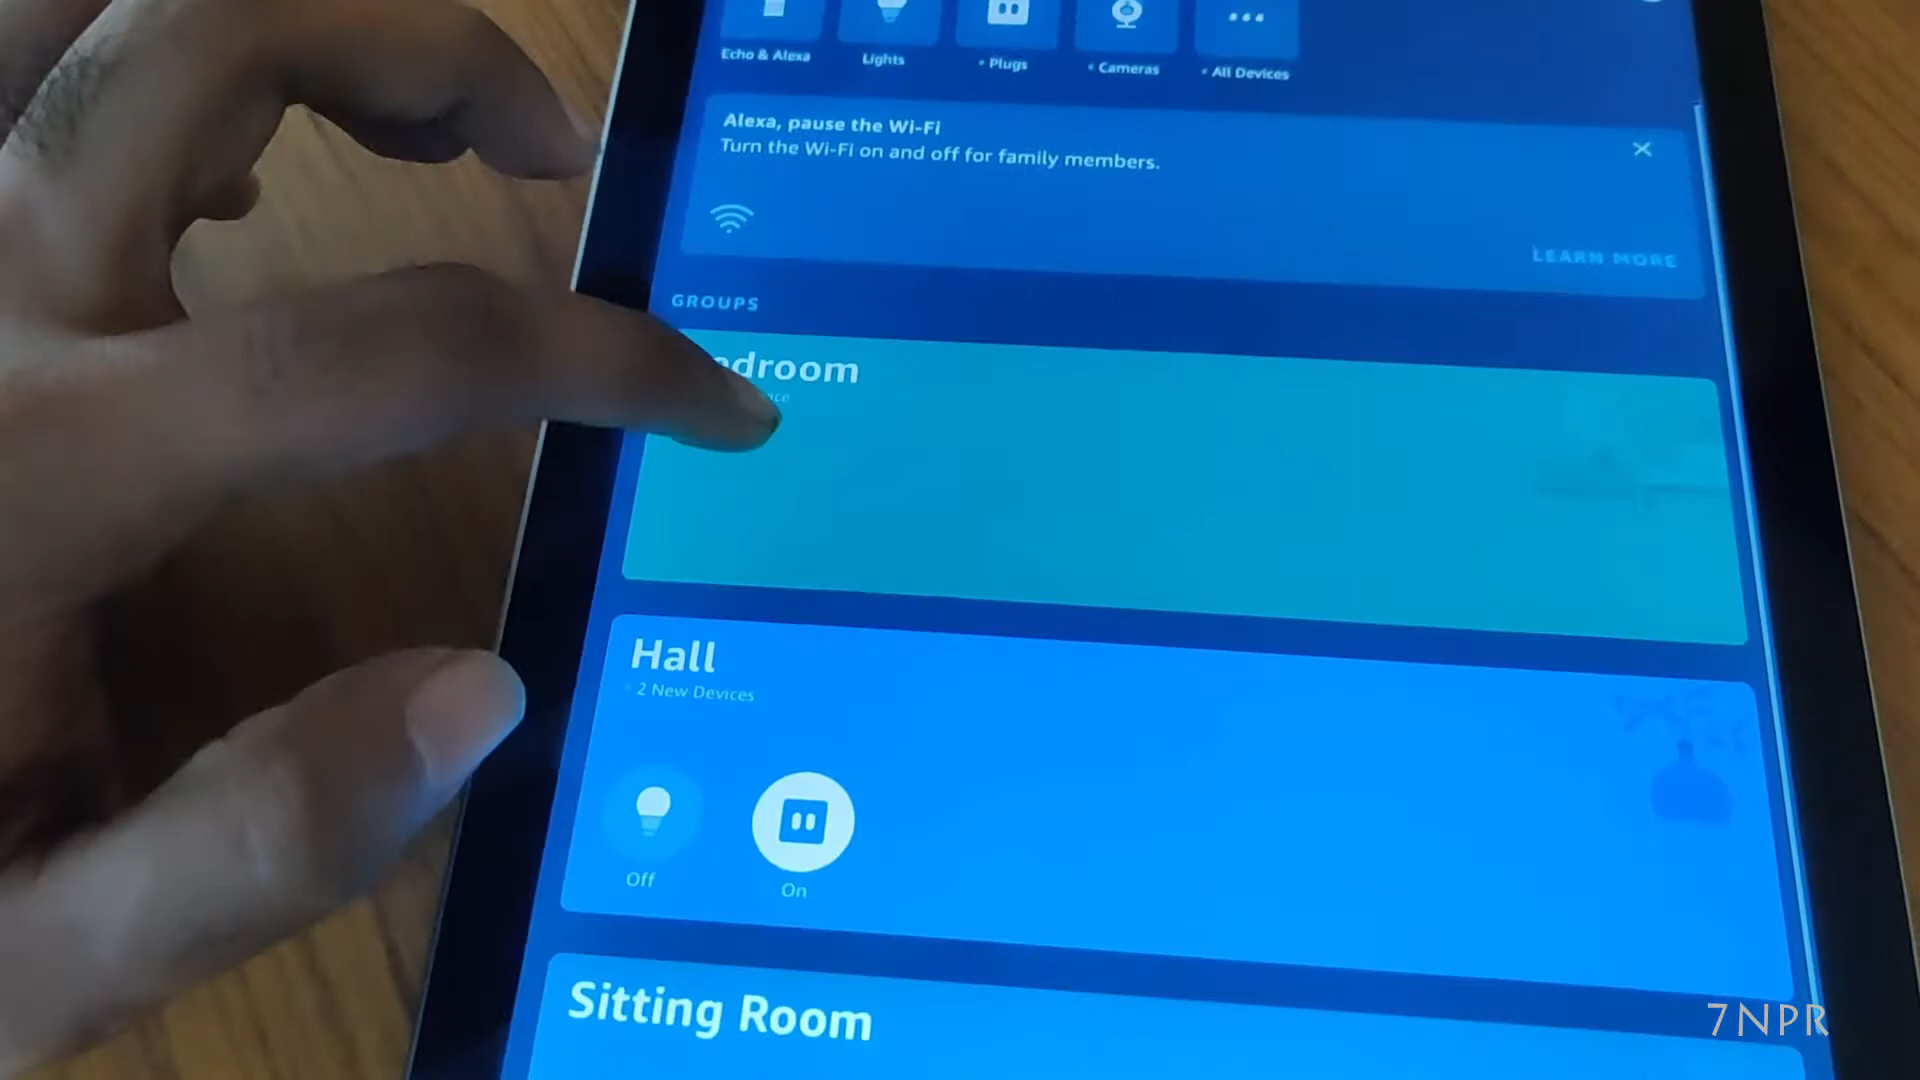 Echo & Alexa
Lights
Plugs
Cameras
All Devices
Alexa, pause the Wi-Fi
Turn the Wi-Fi on and off for family members.
LEARN MORE
GROUPS
Hall
2 New Devices
Off
On
Sitting Room
7NPR